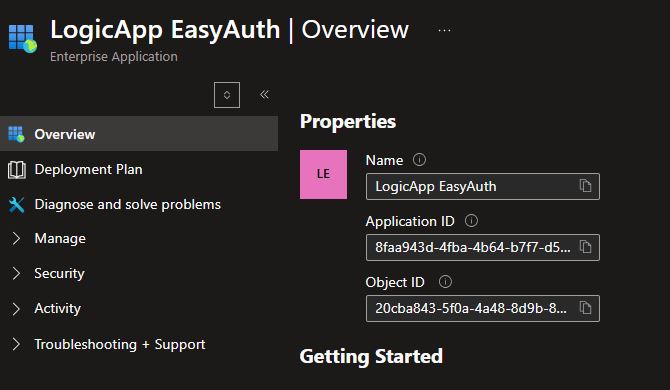 LogicApp EasyAuth | Overview ...
Enterprise Application
Overview
Deployment Plan
Diagnose and solve problems
Manage
Security
Activity
Troubleshooting + Support
Properties
LE
Name
LogicApp EasyAuth
Application ID
8faa943d-4fba-4b64-b7f7-d5...
Object ID
20cba843-5f0a-4a48-8d9b-8...
Getting Started